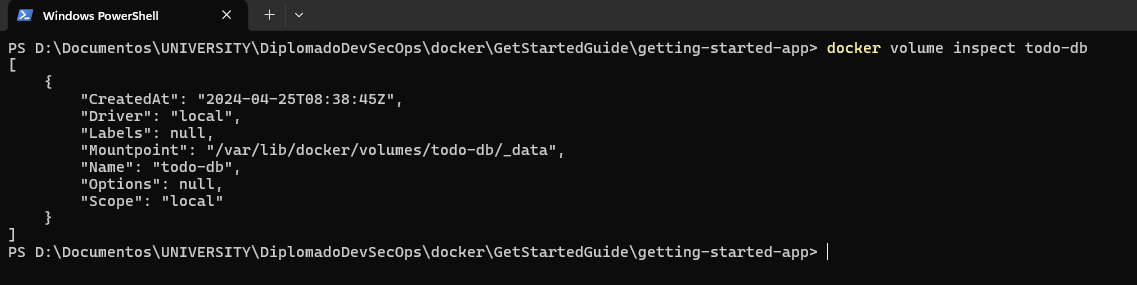 Windows PowerShell
PS D:\Documentos\UNIVERSITY\DiplomadoDevSecOps\docker\GetStartedGuide\getting-started-app> docker volume inspect todo-db
[
    {
        "CreatedAt": "2024-04-25T08:38:45Z",
        "Driver": "local",
        "Labels": null,
        "Mountpoint": "/var/lib/docker/volumes/todo-db/_data",
        "Name": "todo-db",
        "Options": null,
        "Scope": "local"
    }
]
PS D:\Documentos\UNIVERSITY\DiplomadoDevSecOps\docker\GetStartedGuide\getting-started-app>